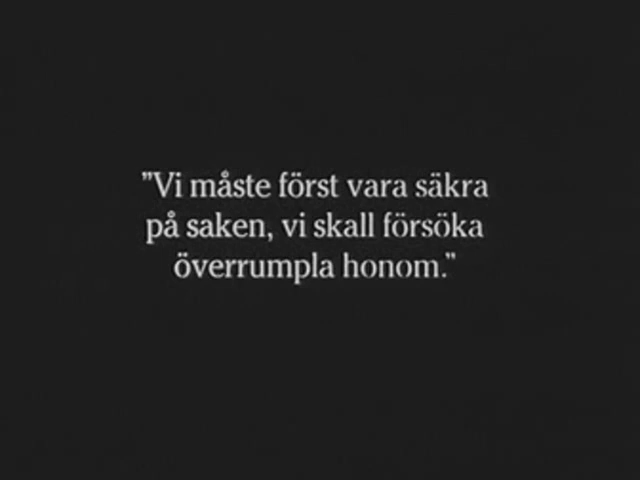 "Vi måste först vara säkra
på saken, vi skall försöka
överrumpla honom."